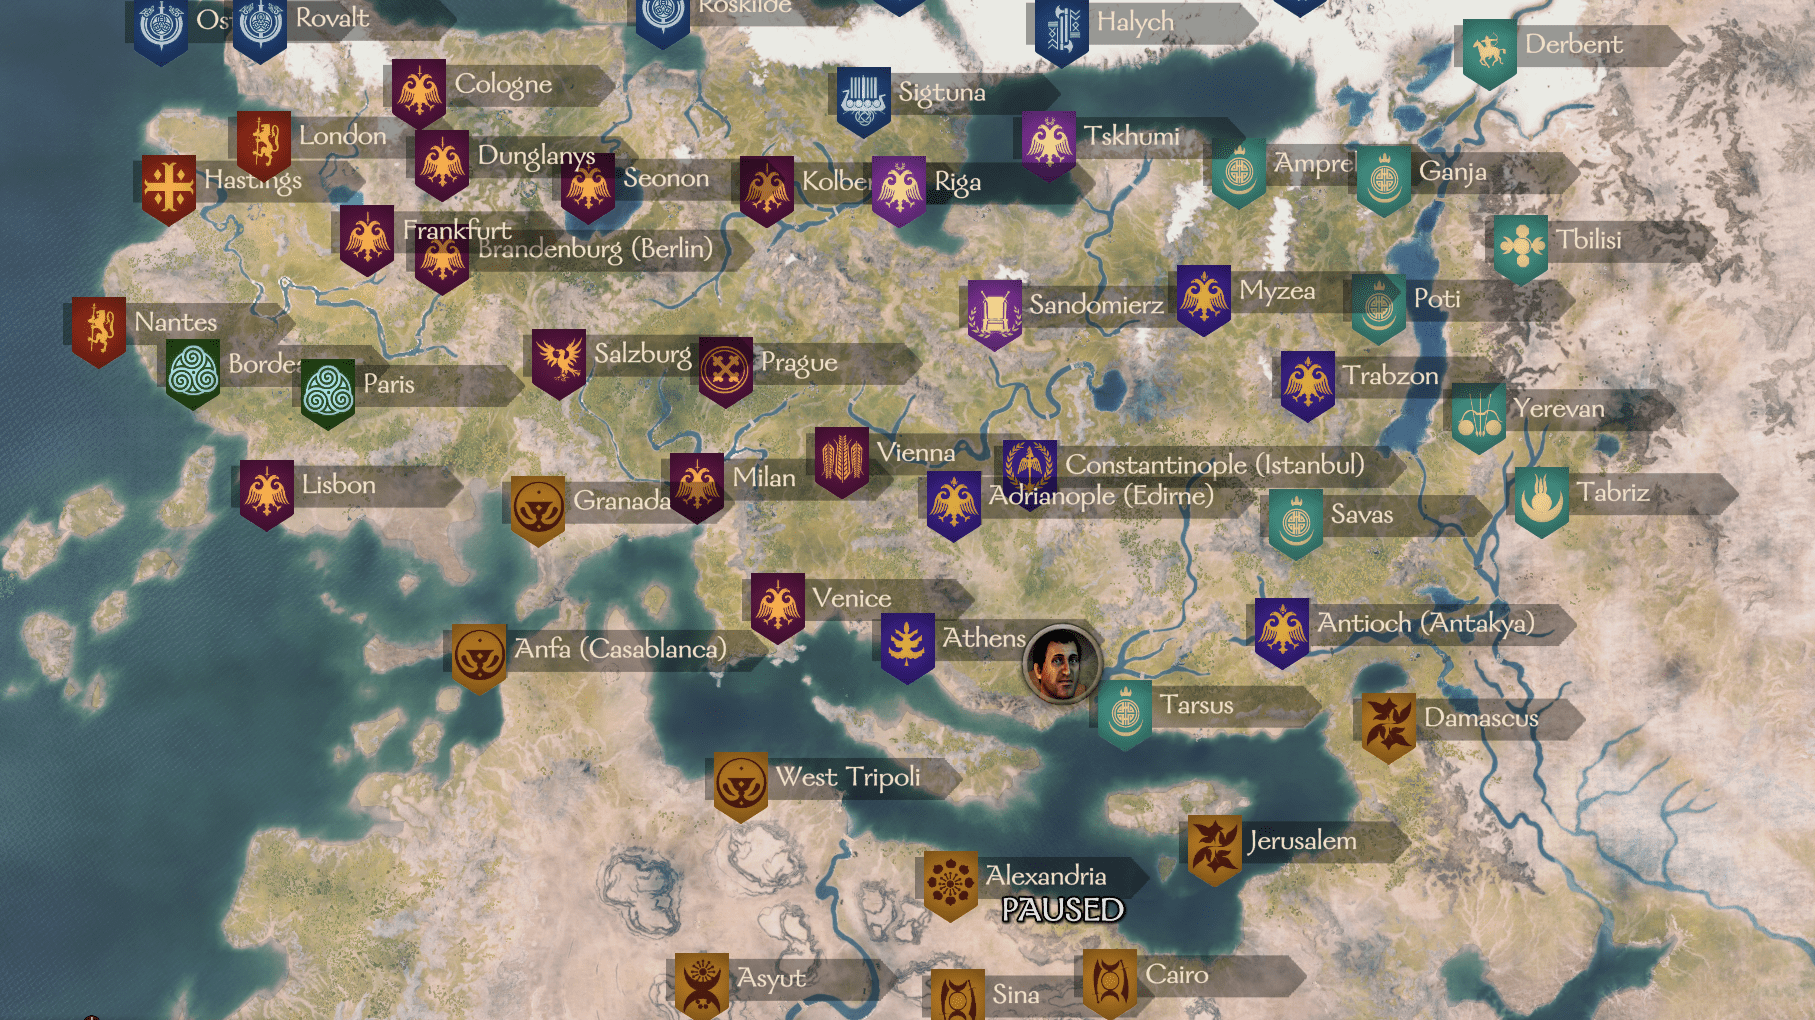 Rovalt
Roskilde
Halych
Derbent
Cologne
Sigtuna
London
Tskhumi
Dunglanys
Ganja
Hastings
Seonon
Riga
Frankfurt
Brandenburg (Berlin)
Tbilisi
Sandomierz
Myzea
Poti
Nantes
Salzburg
Prague
Paris
Trabzon
Yerevan
Vienna
Constantinople (Istanbul)
Milan
Lisbon
Granada
Adrianople (Edirne)
Savas
Tabriz
Venice
Athens
Antioch (Antakya)
Anfa (Casablanca)
Tarsus
Damascus
West Tripoli
Jerusalem
Alexandria
PAUSED
Asyut
Sina
Cairo